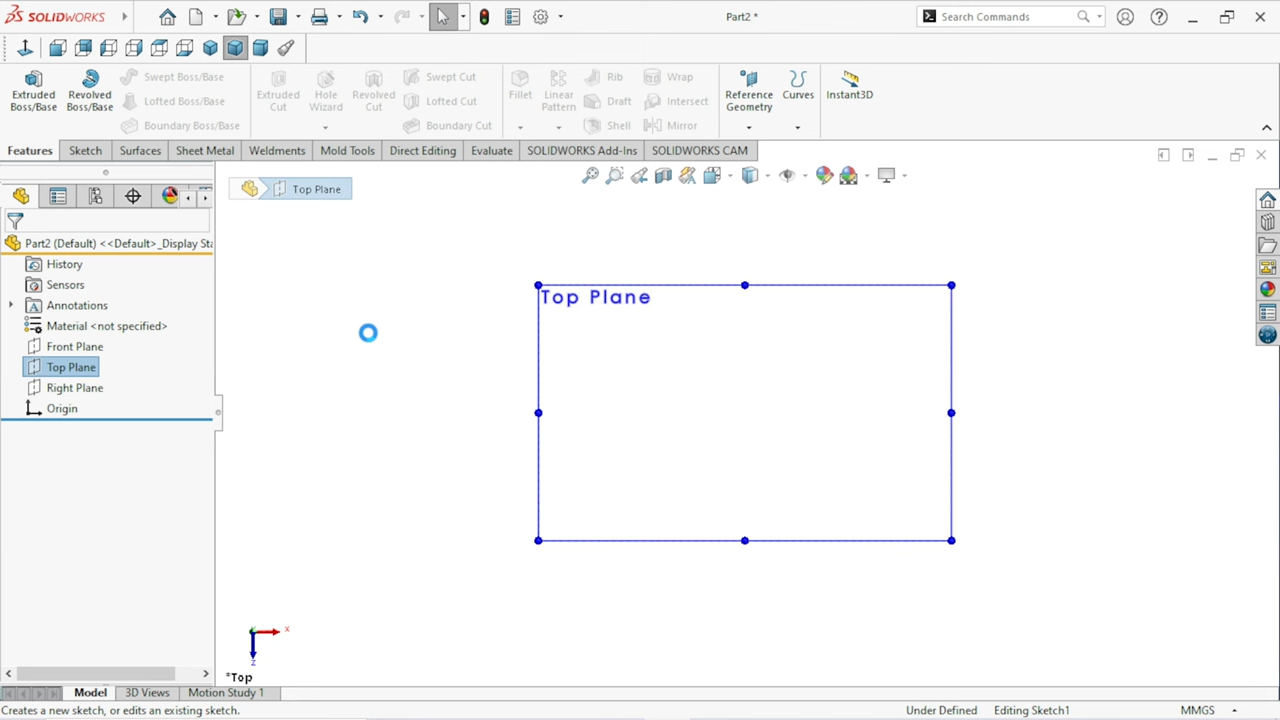 SOLIDWORKS
Part2 *
Search Commands
Extruded Boss/Base
Revolved Boss/Base
Swept Boss/Base
Lofted Boss/Base
Boundary Boss/Base
Extruded Cut
Hole Wizard
Revolved Cut
Swept Cut
Lofted Cut
Boundary Cut
Fillet
Linear Pattern
Rib
Draft
Shell
Wrap
Intersect
Mirror
Reference Geometry
Curves
Instant3D
Features
Sketch
Surfaces
Sheet Metal
Weldments
Mold Tools
Direct Editing
Evaluate
SOLIDWORKS Add-Ins
SOLIDWORKS CAM
Top Plane
Part2 (Default) <<Default>_Display Sta
History
Sensors
Annotations
Material <not specified>
Front Plane
Top Plane
Right Plane
Origin
Top Plane
X
Z
*Top
Model
3D Views
Motion Study 1
Creates a new sketch, or edits an existing sketch.
Under Defined
Editing Sketch1
MMGS